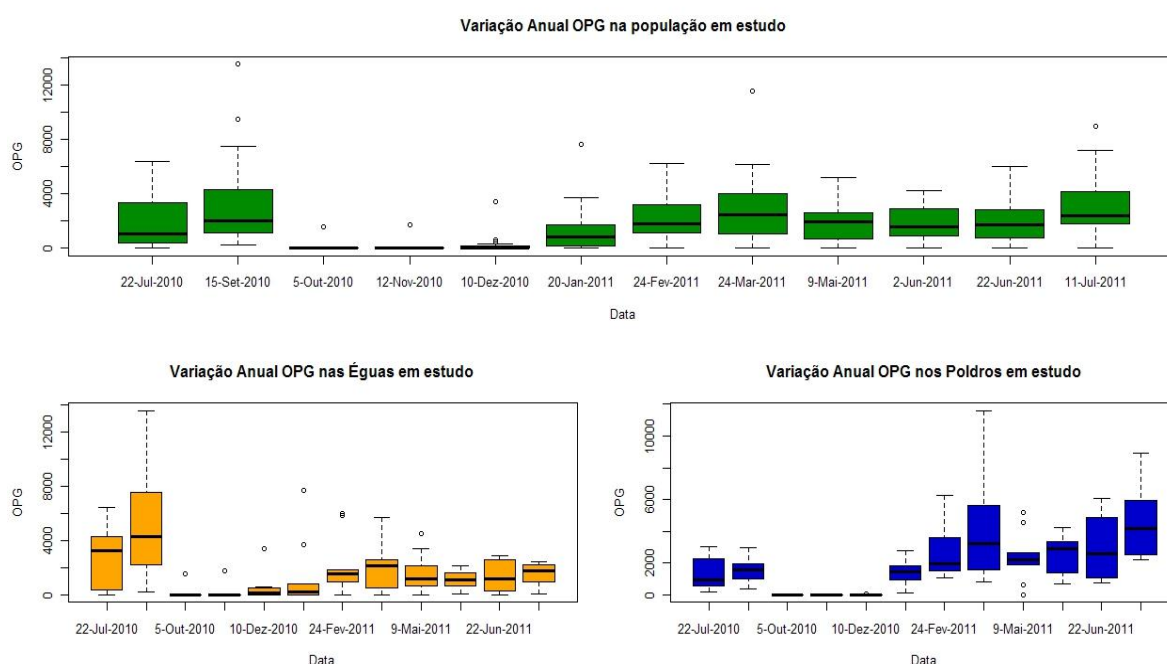 Variação Anual OPG na população em estudo
OPG
12000
8000
4000
0
22-Jul-2010 15-Set-2010 5-Out-2010 12-Nov-2010 10-Dez-2010 20-Jan-2011 24-Fev-2011 24-Mar-2011 9-Mai-2011 2-Jun-2011 22-Jun-2011 11-Jul-2011
Data
Variação Anual OPG nas Éguas em estudo
OPG
12000
8000
4000
0
22-Jul-2010 5-Out-2010 10-Dez-2010 24-Fev-2011 9-Mai-2011 22-Jun-2011
Data
Variação Anual OPG nos Poldros em estudo
OPG
10000
6000
2000
0
22-Jul-2010 5-Out-2010 10-Dez-2010 24-Fev-2011 9-Mai-2011 22-Jun-2011
Data